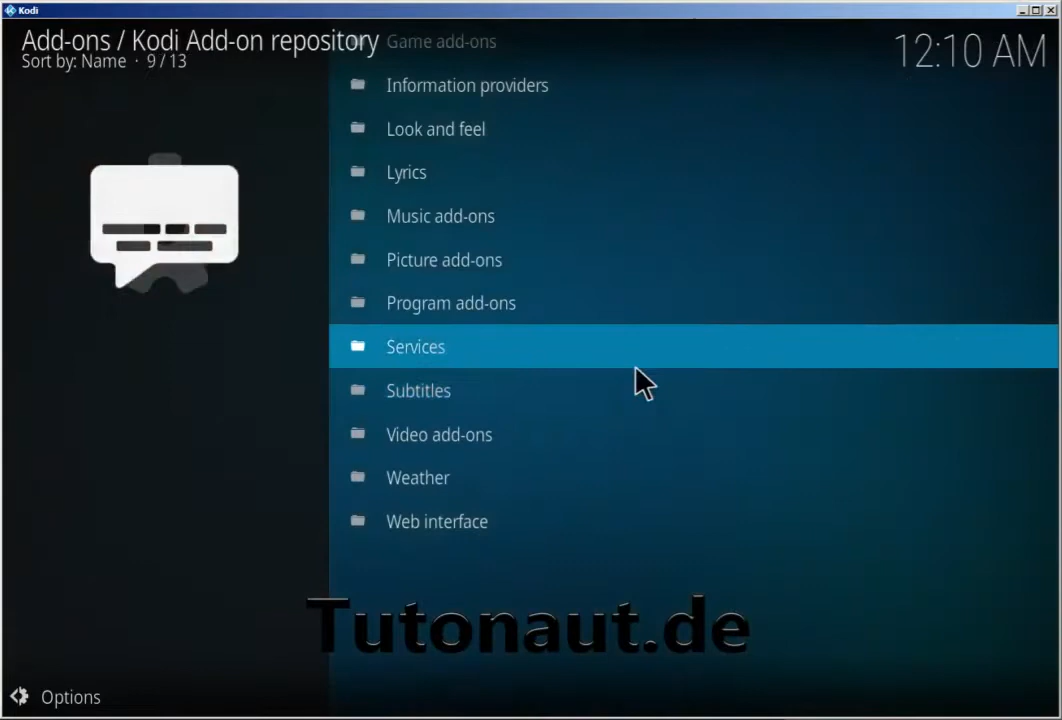 Kodi
Add-ons / Kodi Add-on repository
Sort by: Name · 9 / 13
12:10 AM
Game add-ons
Information providers
Look and feel
Lyrics
Music add-ons
Picture add-ons
Program add-ons
Services
Subtitles
Video add-ons
Weather
Web interface
Tutonaut.de
Options